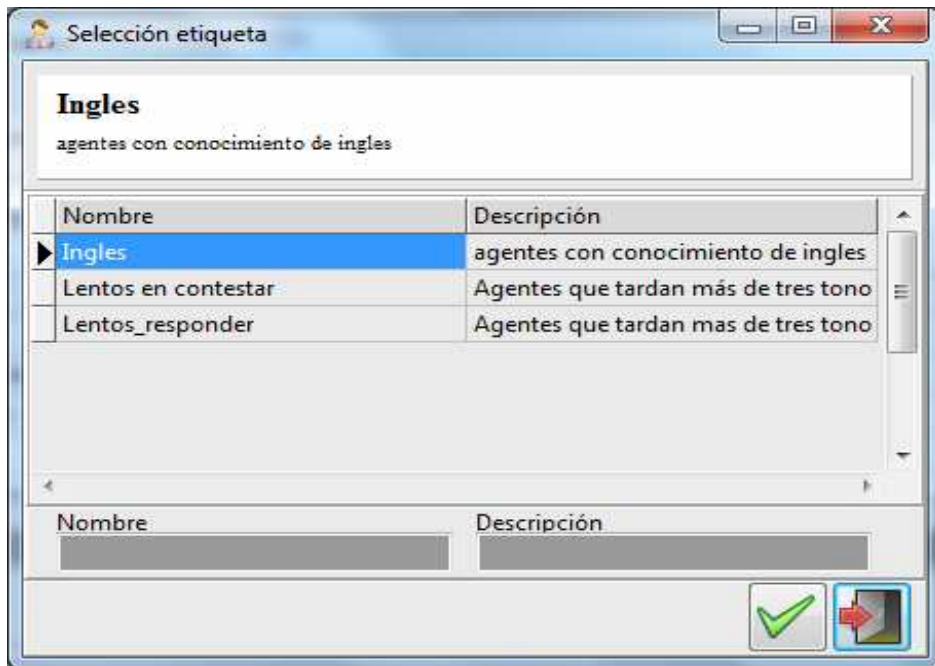 Selección etiqueta
Ingles
agentes con conocimiento de ingles
Nombre Descripción
Ingles agentes con conocimiento de ingles
Lentos en contestar Agentes que tardan más de tres tono
Lentos_responder Agentes que tardan mas de tres tono
Nombre Descripción